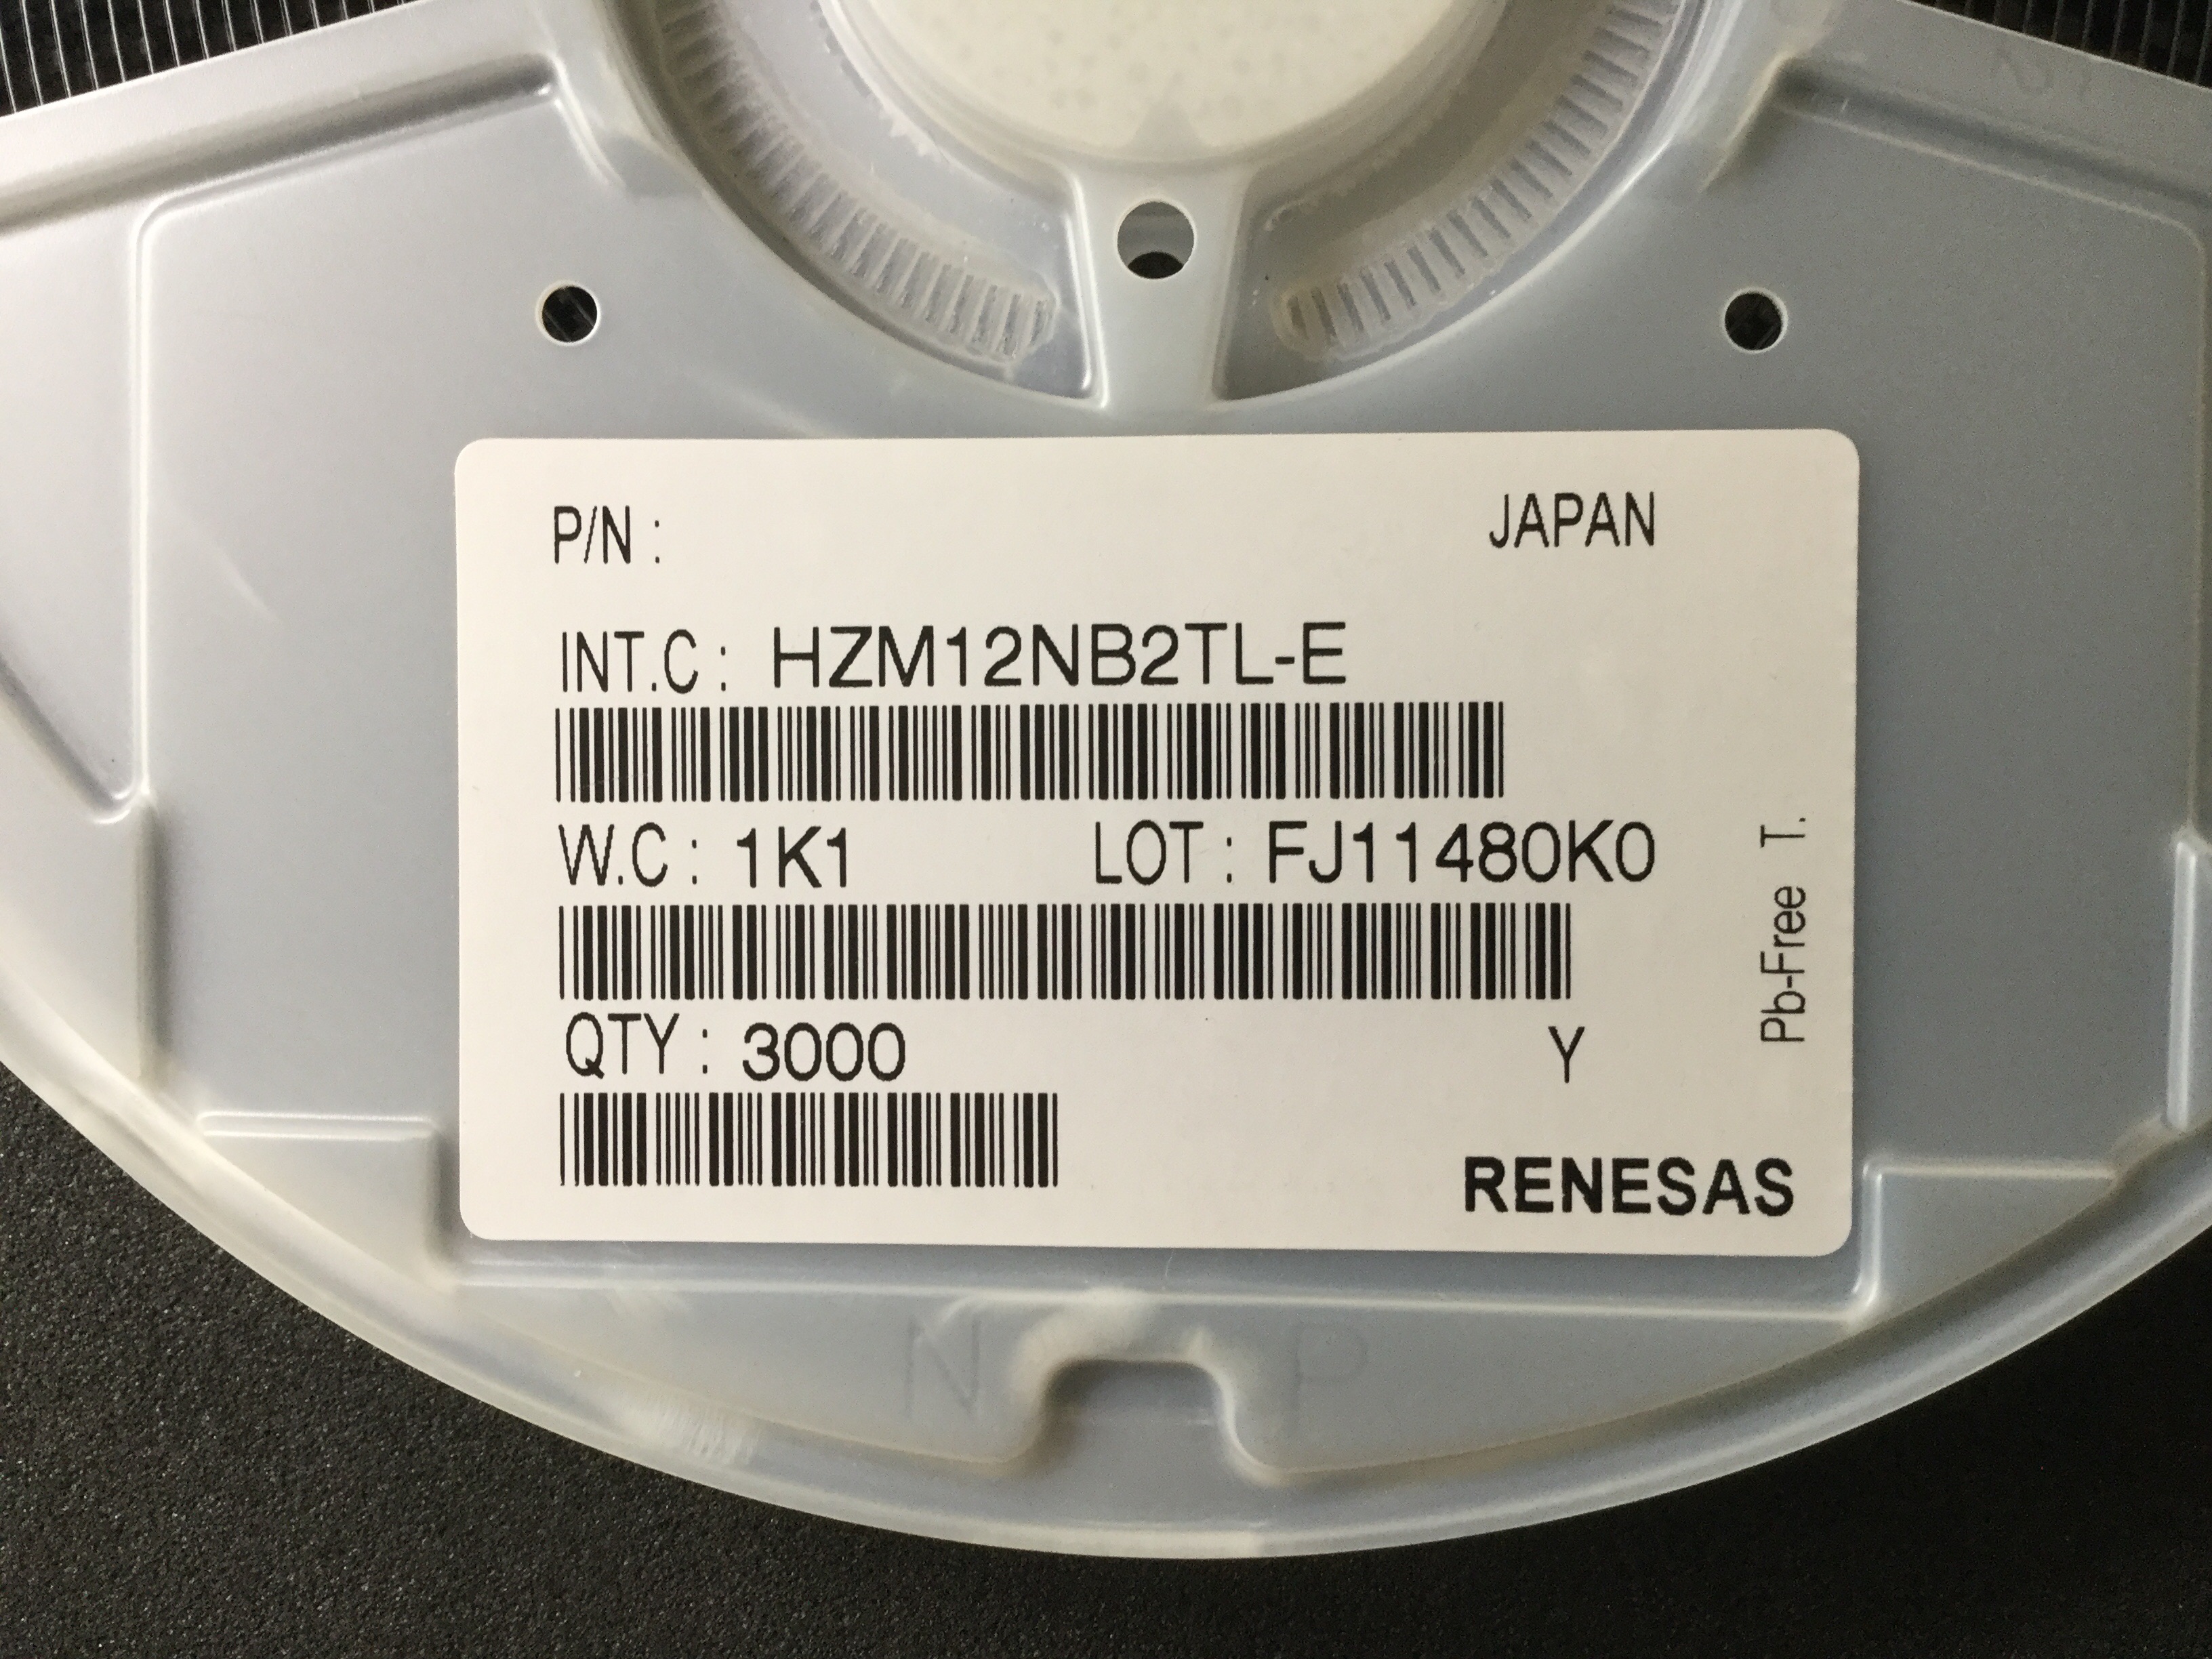 P/N : JAPAN
INT.C : HZM12NB2TL-E
W.C : 1K1 LOT : FJ11480K0
Pb-Free T.
QTY : 3000 Y
RENESAS
N P